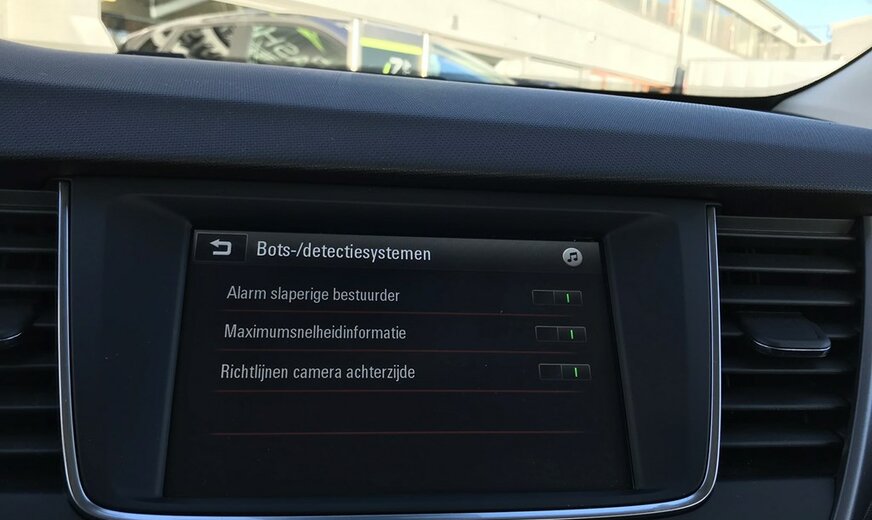 Bots-/detectiesystemen
Alarm slaperige bestuurder
Maximumsnelheidinformatie
Richtlijnen camera achterzijde